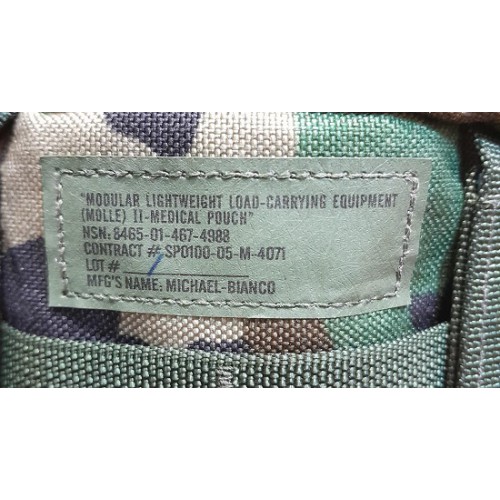 "MODULAR LIGHTWEIGHT LOAD-CARRYING EQUIPMENT
(MOLLE) II-MEDICAL POUCH"
NSN: 8465-01-467-4988
CONTRACT #: SP0100-05-M-4071
LOT # 1
MFG'S NAME: MICHAEL-BIANCO